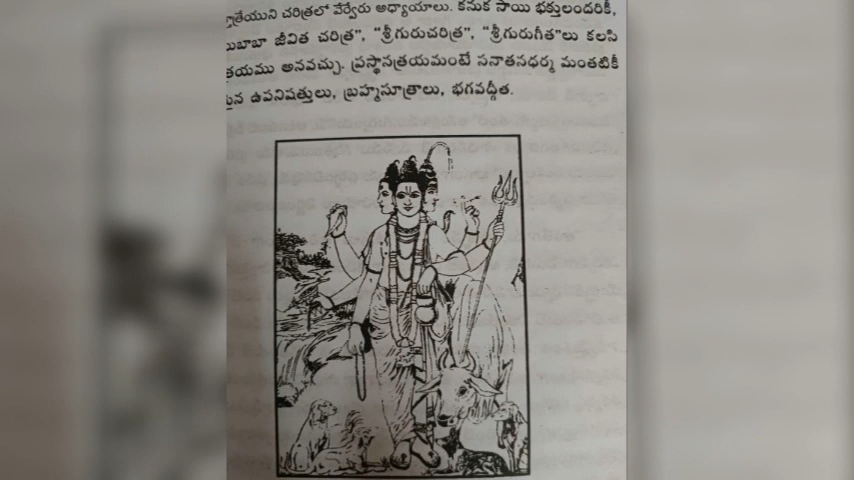 త్రేయుని చరిత్రలో వేర్వేరు అధ్యాయాలు. కనుక సాయి భక్తులందరికీ,
యిబాబా జీవిత చరిత్ర", "శ్రీగురుచరిత్ర", "శ్రీగురుగీత"లు కలసి
త్రయము అనవచ్చు. ప్రస్థానత్రయమంటే సనాతనధర్మ మంతటికీ
మైన ఉపనిషత్తులు, బ్రహ్మసూత్రాలు, భగవద్గీత.